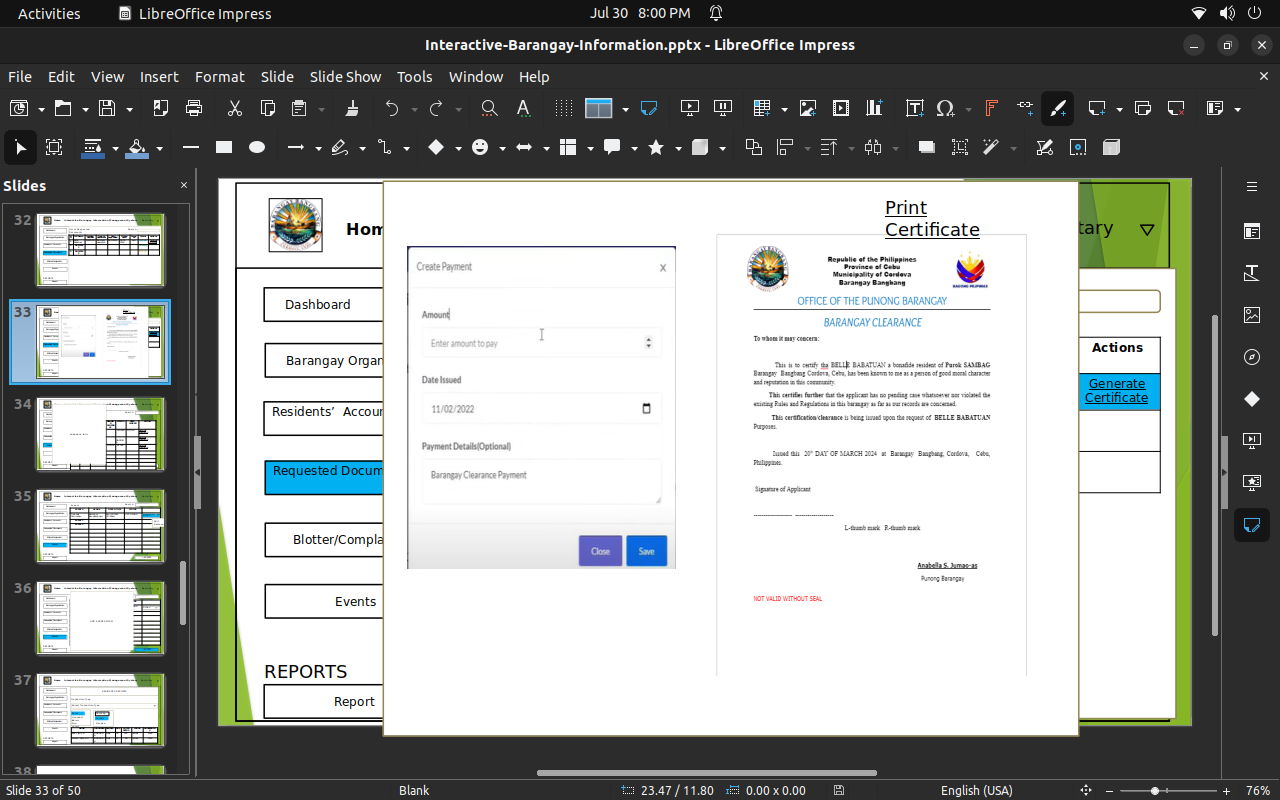 Activities
LibreOffice Impress
Jul 30 8:00 PM
Interactive-Barangay-Information.pptx - LibreOffice Impress
File Edit View Insert Format Slide Slide Show Tools Window Help
Slides
32
33
34
35
36
37
38
Hom
tary
Dashboard
Barangay Organ
Residents’ Accou
Requested Docum
Blotter/Compla
Events
REPORTS
Report
Create Payment
x
Amount
Enter amount to pay
Date Issued
11/02/2022
Payment Details(Optional)
Barangay Clearance Payment
Close Save
Print
Certificate
Republic of the Philippines
Province of Cebu
Municipality of Cordova
Barangay Bangkang
OFFICE OF THE PUNONG BARANGAY
BARANGAY CLEARANCE
To whom it may concern:
This is to certify tha BELLE BABATUAN a bonafide resident of Purok SAMBAG
Barangay Bangbang Cordova, Cebu, has been known to me as a person of good moral character
and reputation in this community.
This certifies further that the applicant has no pending case whatsoever nor violated the
existing Rules and Regulations in this barangay as far as our records are concerned.
This certification/clearance is being issued upon the request of BELLE BABATUAN
Purposes.
Issued this 20" DAY OF MARCH 2024 at Barangay Bangbang, Cordova, Cebu,
Philippines.
Signature of Applicant
L-thumb mark R-thumb mark
Anabella S. Jumao-as
Punong Barangay
NOT VALID WITHOUT SEAL
Actions
Generate
Certificate
Slide 33 of 50
Blank
23.47 / 11.80
0.00 x 0.00
English (USA)
76%